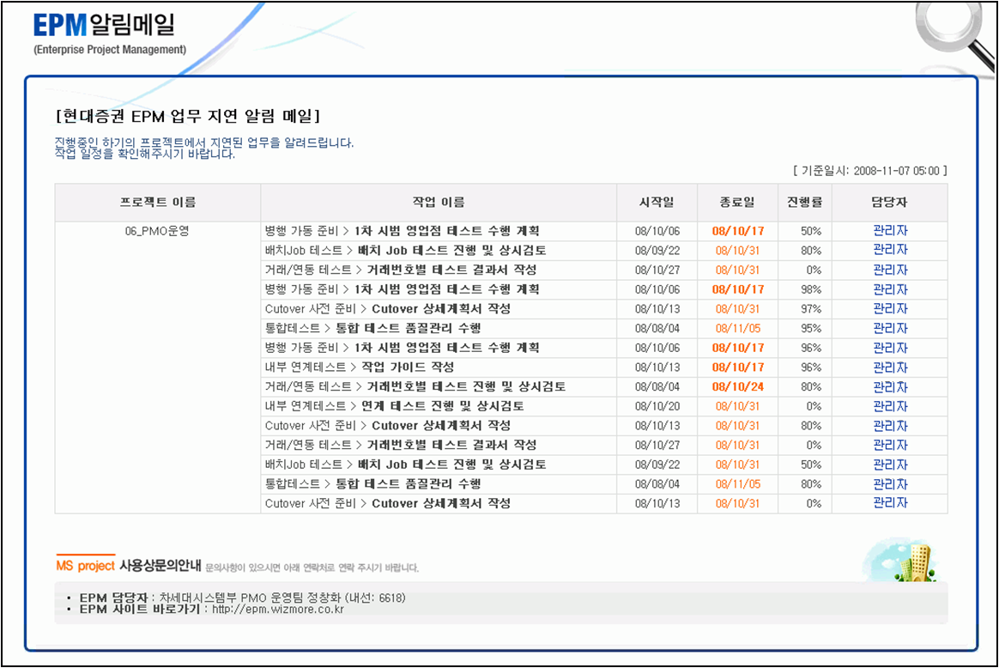 EPM알림메일
(Enterprise Project Management)
[현대증권 EPM 업무 지연 알림 메일]
진행중인 하기의 프로젝트에서 지연된 업무을 알려드립니다.
작업 일정을 확인해주시기 바랍니다.
[ 기준일시: 2008-11-07 05:00 ]
프로젝트 이름 작업 이름 시작일 종료일 진행률 담당자
06_PMO운영 병행 가동 준비 > 1차 시범 영업점 테스트 수행 계획 08/10/06 08/10/17 50% 관리자
배치Job 테스트 > 배치 Job 테스트 진행 및 상시검토 08/09/22 08/10/31 80% 관리자
거래/연동 테스트 > 거래번호별 테스트 결과서 작성 08/10/27 08/10/31 0% 관리자
병행 가동 준비 > 1차 시범 영업점 테스트 수행 계획 08/10/06 08/10/17 98% 관리자
Cutover 사전 준비 > Cutover 상세계획서 작성 08/10/13 08/10/31 97% 관리자
통합테스트 > 통합 테스트 품질관리 수행 08/08/04 08/11/05 95% 관리자
병행 가동 준비 > 1차 시범 영업점 테스트 수행 계획 08/10/06 08/10/17 96% 관리자
내부 연계테스트 > 작업 가이드 작성 08/10/13 08/10/17 96% 관리자
거래/연동 테스트 > 거래번호별 테스트 진행 및 상시검토 08/08/04 08/10/24 80% 관리자
내부 연계테스트 > 연계 테스트 진행 및 상시검토 08/10/20 08/10/31 0% 관리자
Cutover 사전 준비 > Cutover 상세계획서 작성 08/10/13 08/10/31 80% 관리자
거래/연동 테스트 > 거래번호별 테스트 결과서 작성 08/10/27 08/10/31 0% 관리자
배치Job 테스트 > 배치 Job 테스트 진행 및 상시검토 08/09/22 08/10/31 50% 관리자
통합테스트 > 통합 테스트 품질관리 수행 08/08/04 08/11/05 80% 관리자
Cutover 사전 준비 > Cutover 상세계획서 작성 08/10/13 08/10/31 0% 관리자
MS project 사용상문의안내 문의사항이 있으시면 아래 연락처로 연락 주시기 바랍니다.
• EPM 담당자 : 차세대시스템부 PMO 운영팀 정창화 (내선: 6618)
• EPM 사이트 바로가기 : http://epm.wizmore.co.kr